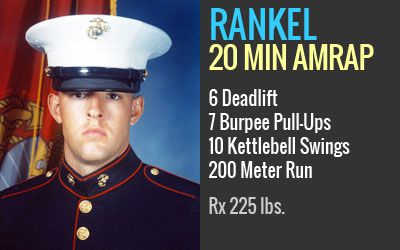 RANKEL
20 MIN AMRAP
6 Deadlift
7 Burpee Pull-Ups
10 Kettlebell Swings
200 Meter Run
Rx 225 lbs.